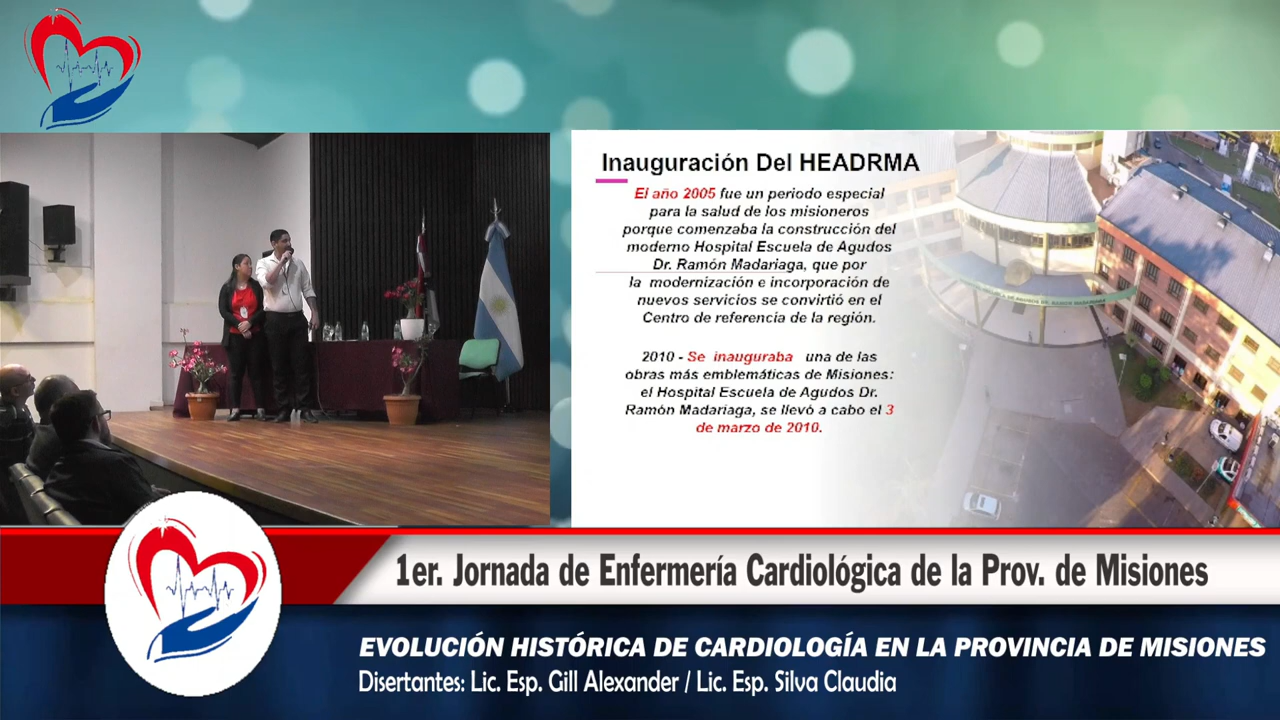 Inauguración Del HEADRMA
El año 2005 fue un periodo especial
para la salud de los misioneros
porque comenzaba la construcción del
moderno Hospital Escuela de Agudos
Dr. Ramón Madariaga, que por
la modernización e incorporación de
nuevos servicios se convirtió en el
Centro de referencia de la región.
2010 - Se inauguraba una de las
obras más emblemáticas de Misiones:
el Hospital Escuela de Agudos Dr.
Ramón Madariaga, se llevó a cabo el 3
de marzo de 2010.
1er. Jornada de Enfermería Cardiológica de la Prov. de Misiones
EVOLUCIÓN HISTÓRICA DE CARDIOLOGÍA EN LA PROVINCIA DE MISIONES
Disertantes: Lic. Esp. Gill Alexander / Lic. Esp. Silva Claudia